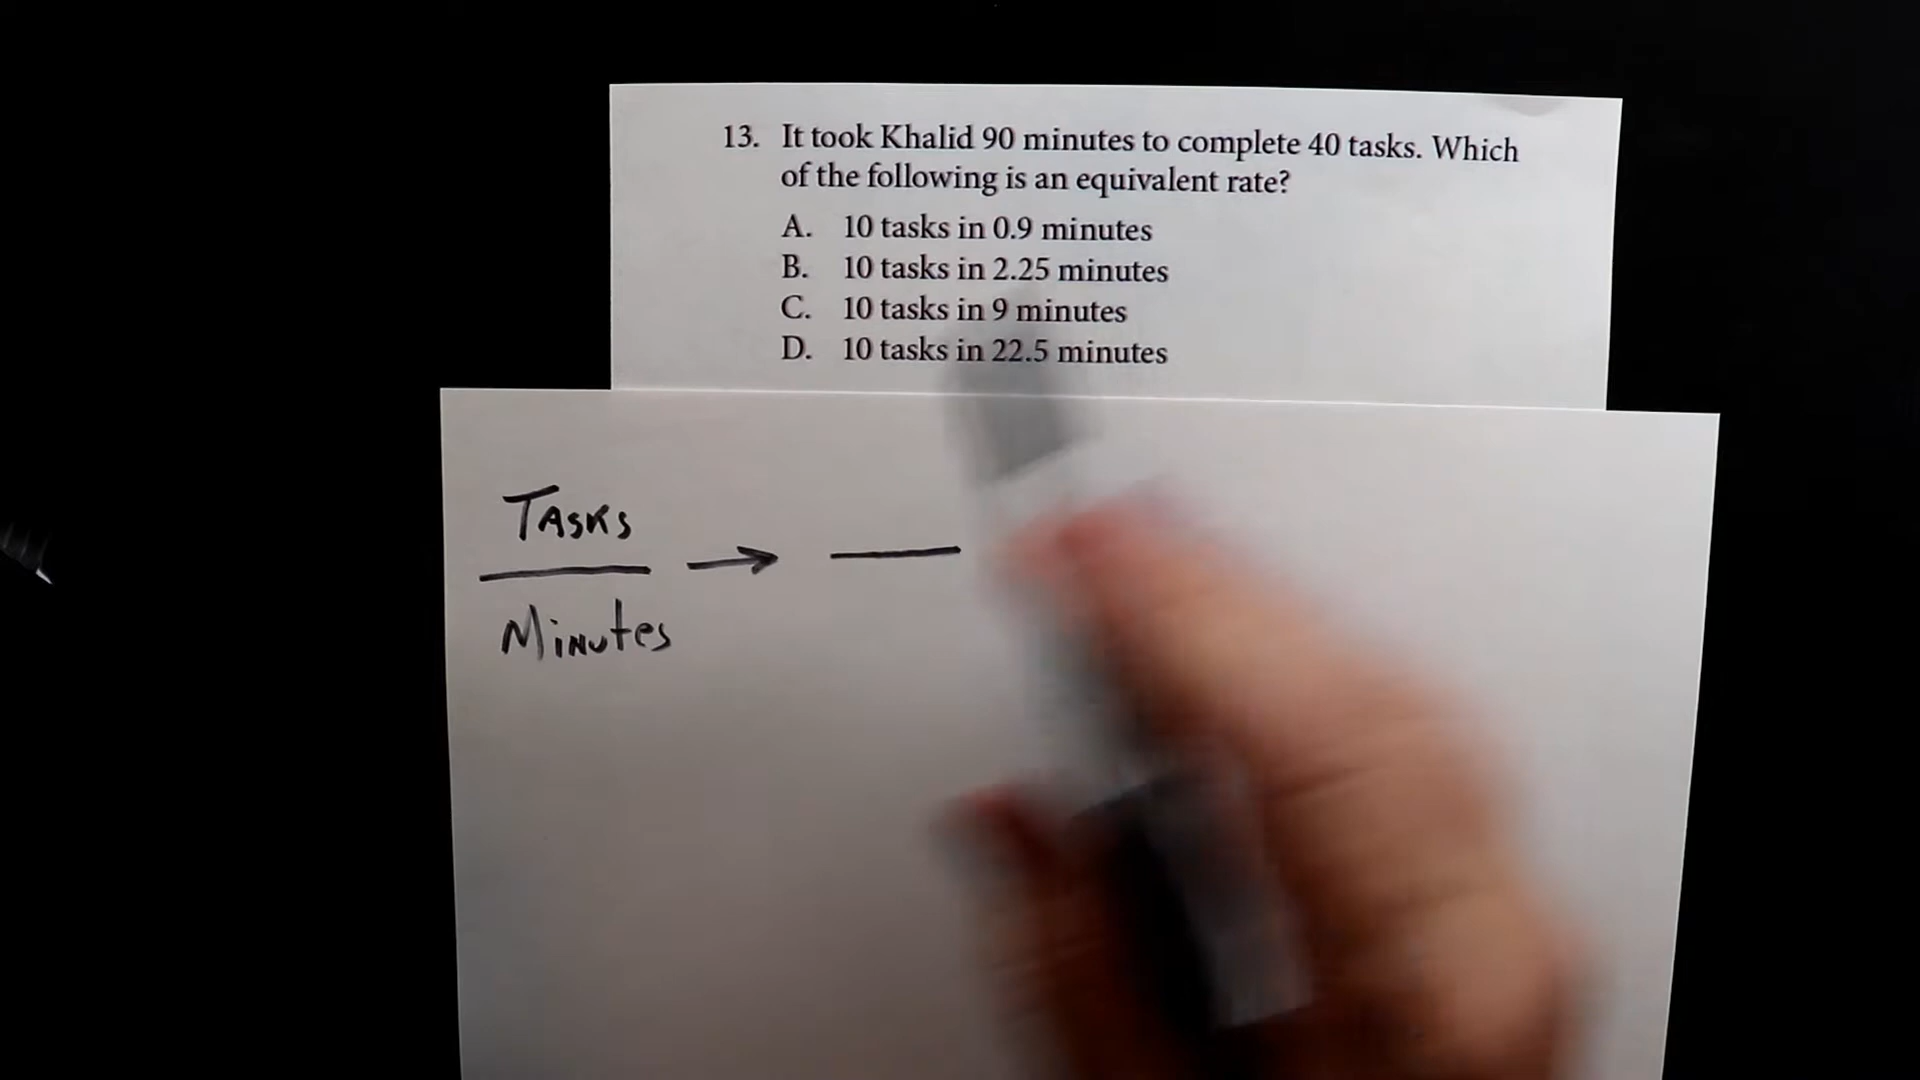 13. It took Khalid 90 minutes to complete 40 tasks. Which
of the following is an equivalent rate?
A. 10 tasks in 0.9 minutes
B. 10 tasks in 2.25 minutes
C. 10 tasks in 9 minutes
D. 10 tasks in 22.5 minutes
TASKS
MINUTES